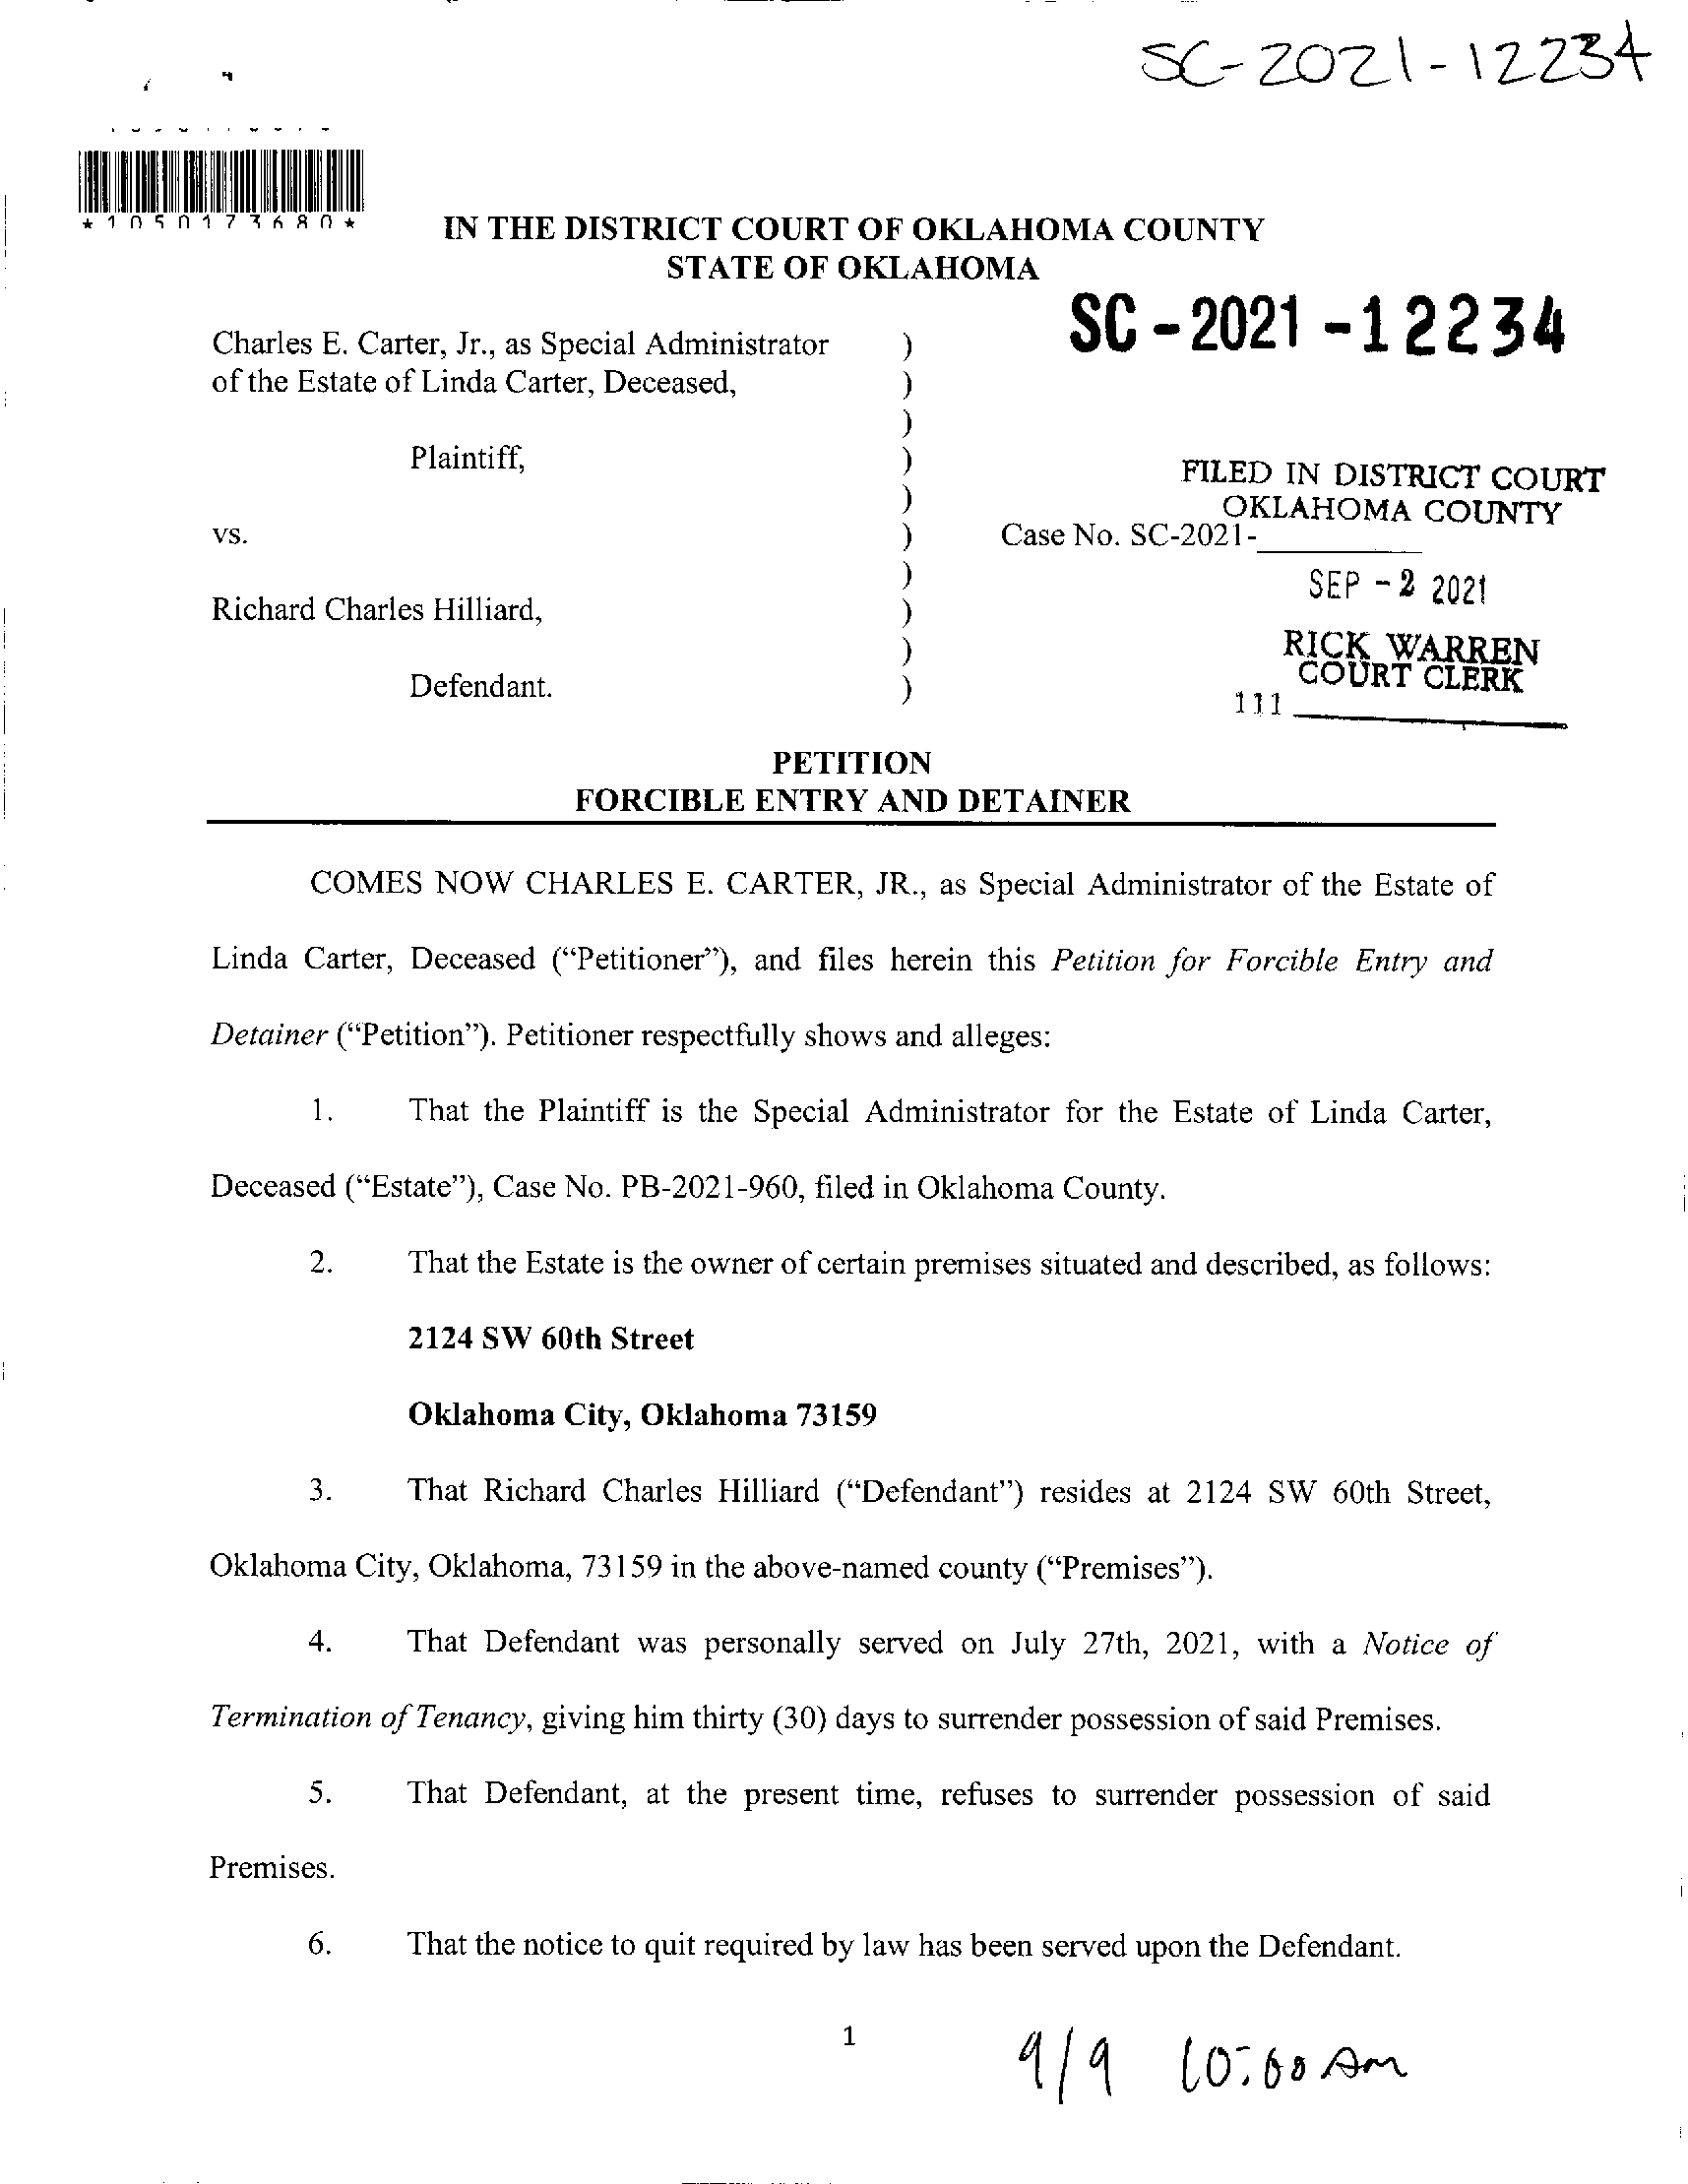 SC-2021-12234
*1050173680*
IN THE DISTRICT COURT OF OKLAHOMA COUNTY
STATE OF OKLAHOMA
SC-2021-12234
Charles E. Carter, Jr., as Special Administrator )
of the Estate of Linda Carter, Deceased, )
)
Plaintiff, )
FILED IN DISTRICT COURT
) OKLAHOMA COUNTY
vs. ) Case No. SC-2021-________
) SEP - 2 2021
Richard Charles Hilliard, )
) RICK WARREN
COURT CLERK
Defendant. )
111 ________
PETITION
FORCIBLE ENTRY AND DETAINER
COMES NOW CHARLES E. CARTER, JR., as Special Administrator of the Estate of
Linda Carter, Deceased (“Petitioner”), and files herein this Petition for Forcible Entry and
Detainer (“Petition”). Petitioner respectfully shows and alleges:
1. That the Plaintiff is the Special Administrator for the Estate of Linda Carter,
Deceased (“Estate”), Case No. PB-2021-960, filed in Oklahoma County.
2. That the Estate is the owner of certain premises situated and described, as follows:
2124 SW 60th Street
Oklahoma City, Oklahoma 73159
3. That Richard Charles Hilliard (“Defendant”) resides at 2124 SW 60th Street,
Oklahoma City, Oklahoma, 73159 in the above-named county (“Premises”).
4. That Defendant was personally served on July 27th, 2021, with a Notice of
Termination of Tenancy, giving him thirty (30) days to surrender possession of said Premises.
5. That Defendant, at the present time, refuses to surrender possession of said
Premises.
6. That the notice to quit required by law has been served upon the Defendant.
1
9/9 10:00 Am